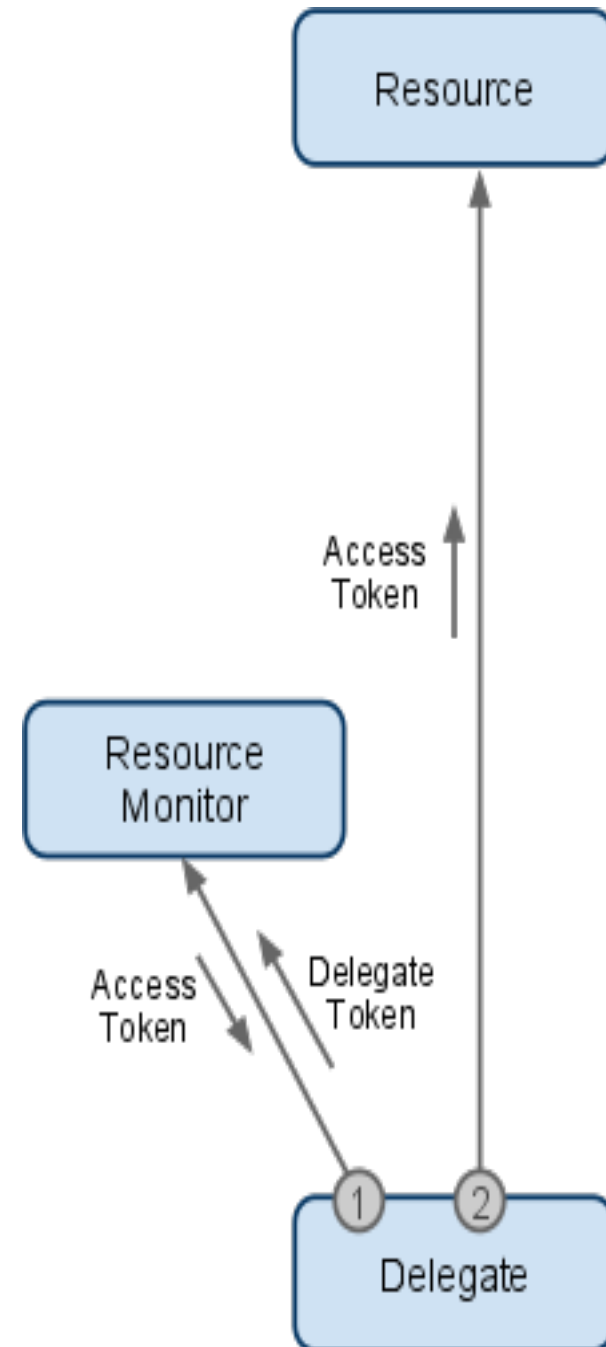 Resource
Access
Token
Resource
Monitor
Access
Token
Delegate
Token
1
2
Delegate